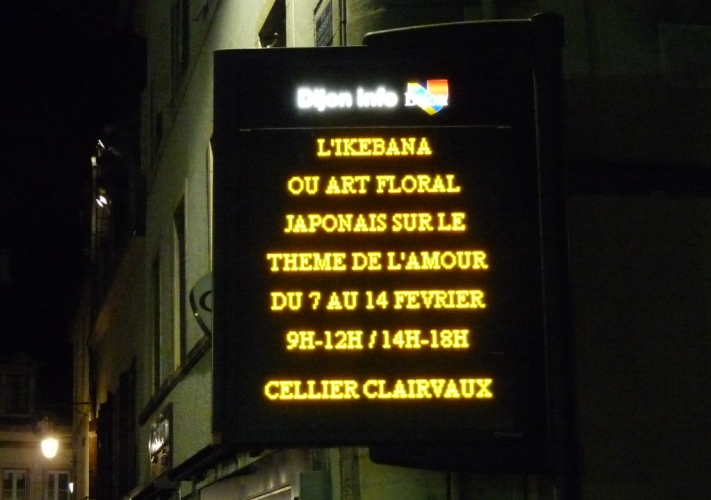 Dijon info Dijon
L'IKEBANA
OU ART FLORAL
JAPONAIS SUR LE
THEME DE L'AMOUR
DU 7 AU 14 FEVRIER
9H-12H / 14H-18H
CELLIER CLAIRVAUX